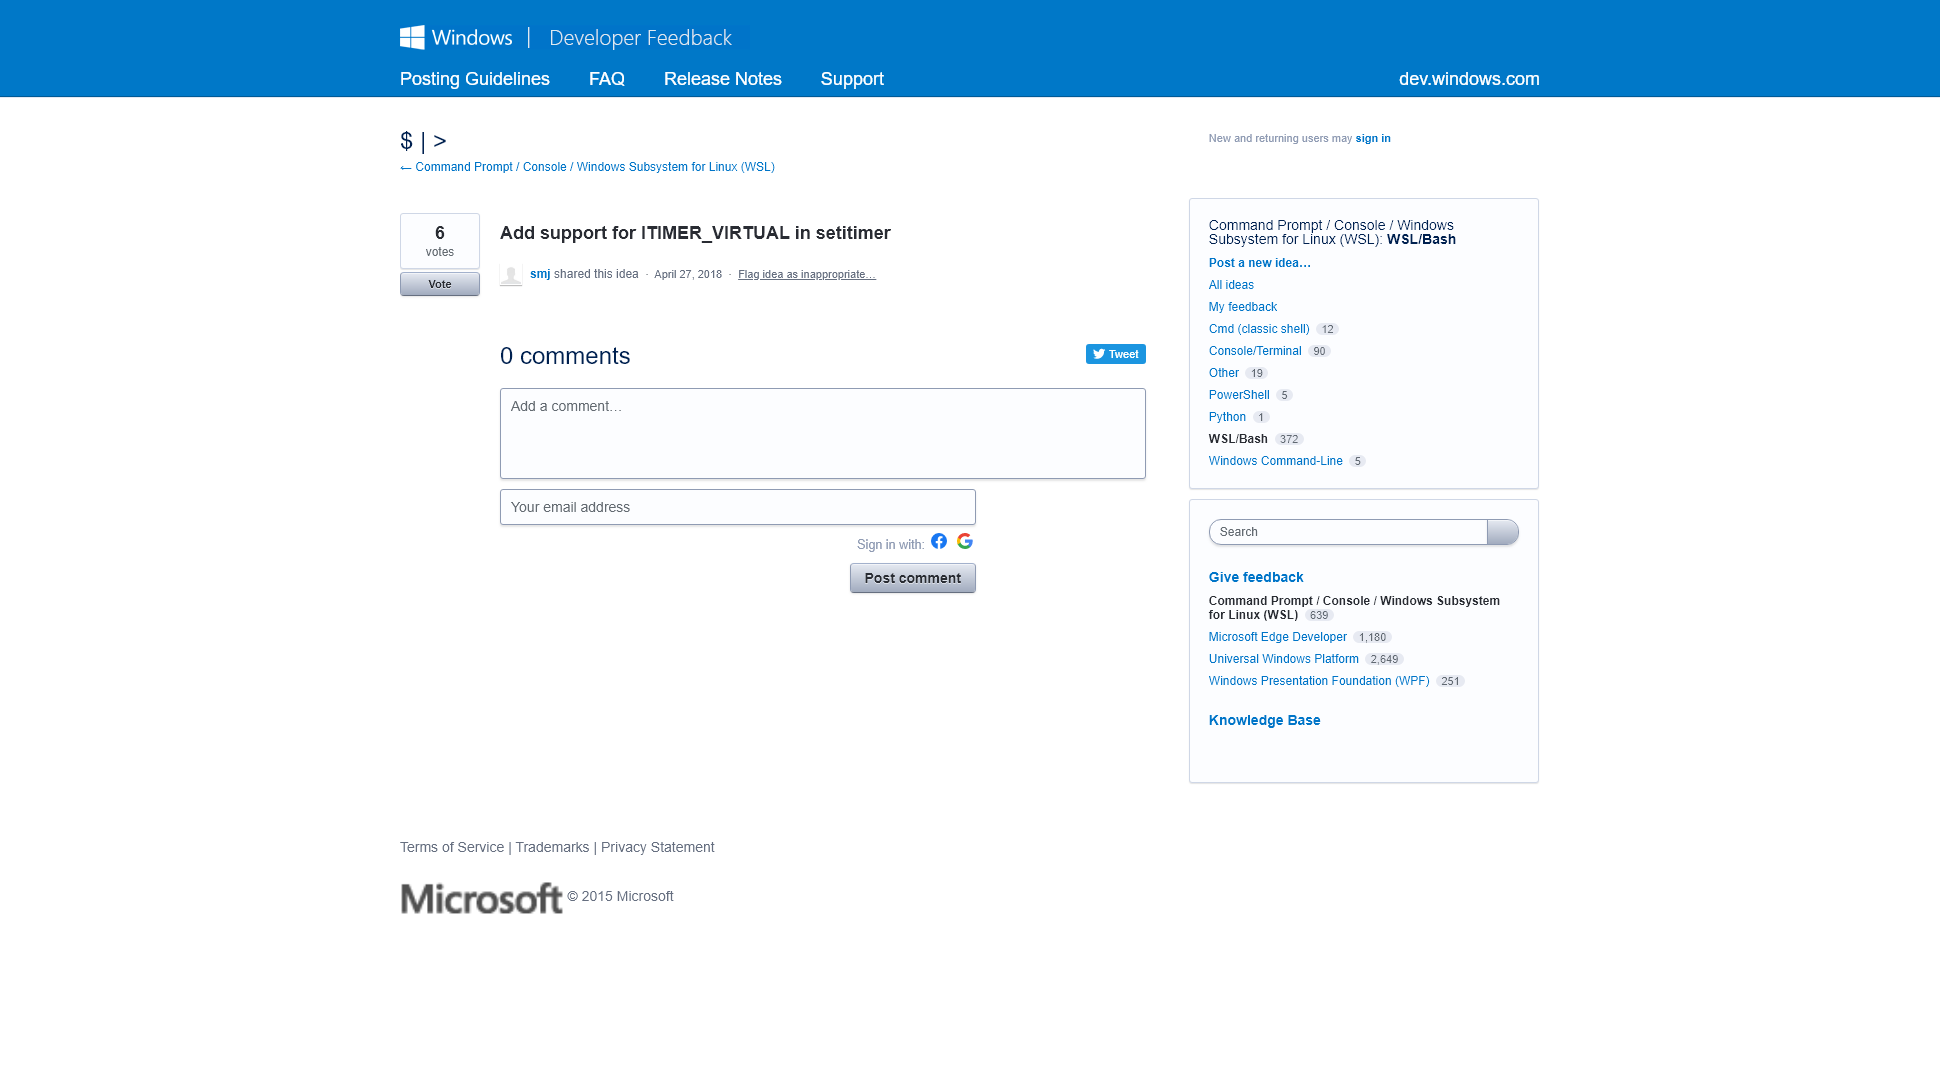 Windows | Developer Feedback
Posting Guidelines FAQ Release Notes Support dev.windows.com
$ | >
← Command Prompt / Console / Windows Subsystem for Linux (WSL)
New and returning users may sign in
6
votes
Vote
Add support for ITIMER_VIRTUAL in setitimer
smj shared this idea · April 27, 2018 · Flag idea as inappropriate…
0 comments
Tweet
Add a comment…
Your email address
Sign in with:
Post comment
Command Prompt / Console / Windows
Subsystem for Linux (WSL): WSL/Bash
Post a new idea…
All ideas
My feedback
Cmd (classic shell) 12
Console/Terminal 90
Other 19
PowerShell 5
Python 1
WSL/Bash 372
Windows Command-Line 5
Search
Give feedback
Command Prompt / Console / Windows Subsystem
for Linux (WSL) 639
Microsoft Edge Developer 1,180
Universal Windows Platform 2,649
Windows Presentation Foundation (WPF) 251
Knowledge Base
Terms of Service | Trademarks | Privacy Statement
Microsoft © 2015 Microsoft